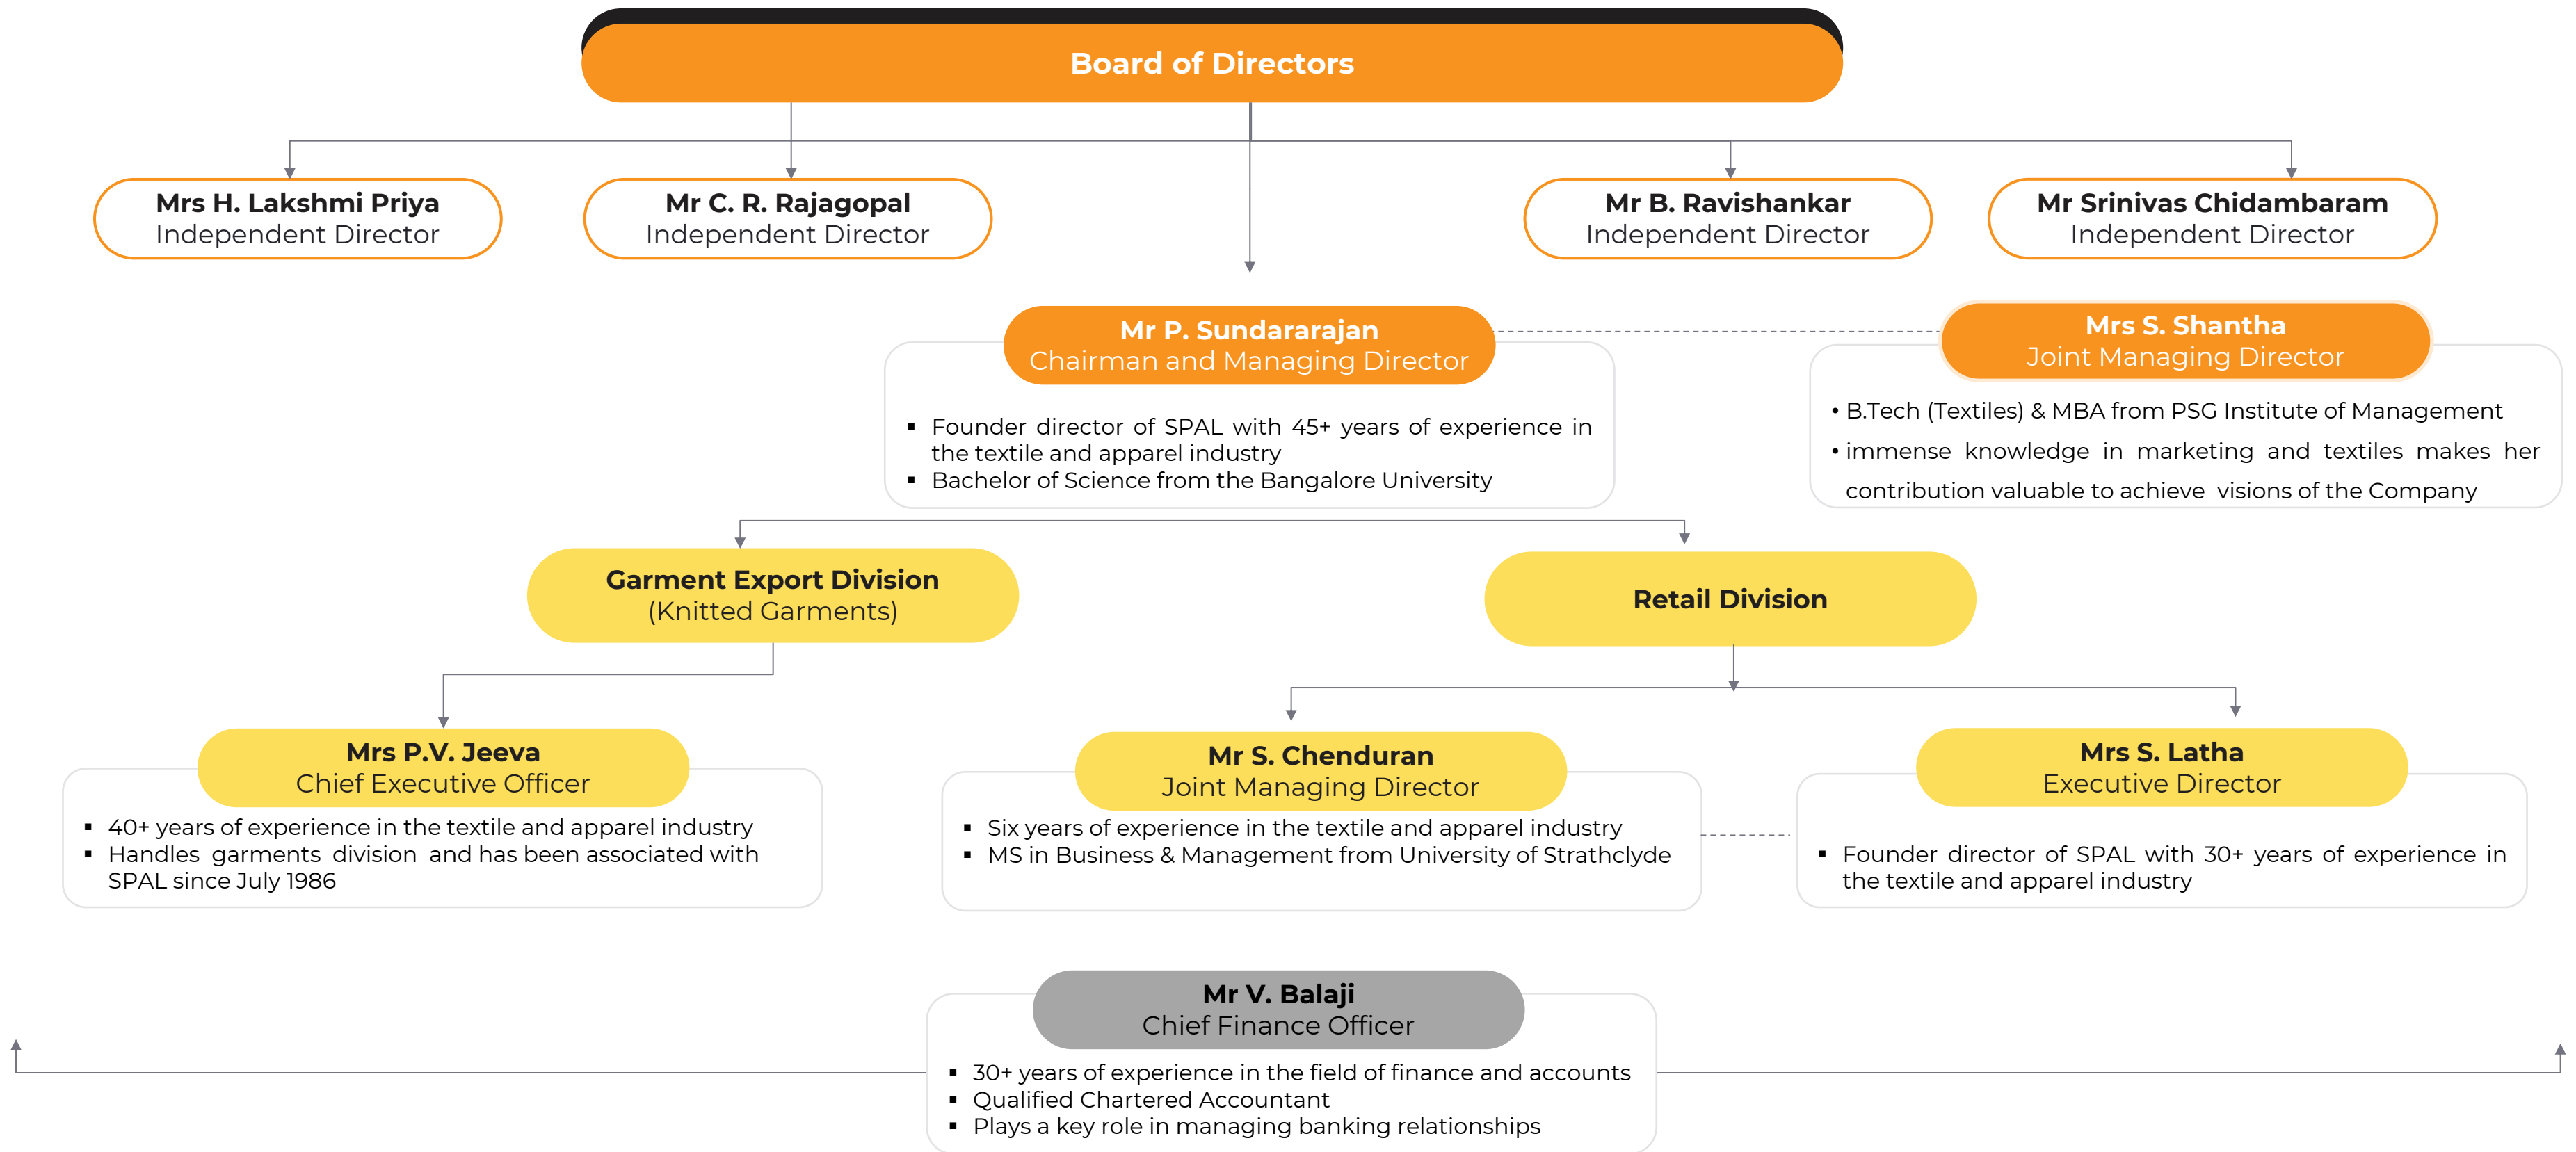 Board of Directors
Mrs H. Lakshmi Priya
Independent Director
Mr C. R. Rajagopal
Independent Director
Mr B. Ravishankar
Independent Director
Mr Srinivas Chidambaram
Independent Director
Mr P. Sundararajan
Chairman and Managing Director
▪ Founder director of SPAL with 45+ years of experience in
the textile and apparel industry
▪ Bachelor of Science from the Bangalore University
Mrs S. Shantha
Joint Managing Director
• B.Tech (Textiles) & MBA from PSG Institute of Management
• immense knowledge in marketing and textiles makes her
contribution valuable to achieve visions of the Company
Garment Export Division
(Knitted Garments)
Retail Division
Mrs P.V. Jeeva
Chief Executive Officer
▪ 40+ years of experience in the textile and apparel industry
▪ Handles garments division and has been associated with
SPAL since July 1986
Mr S. Chenduran
Joint Managing Director
▪ Six years of experience in the textile and apparel industry
▪ MS in Business & Management from University of Strathclyde
Mrs S. Latha
Executive Director
▪ Founder director of SPAL with 30+ years of experience in
the textile and apparel industry
Mr V. Balaji
Chief Finance Officer
▪ 30+ years of experience in the field of finance and accounts
▪ Qualified Chartered Accountant
▪ Plays a key role in managing banking relationships